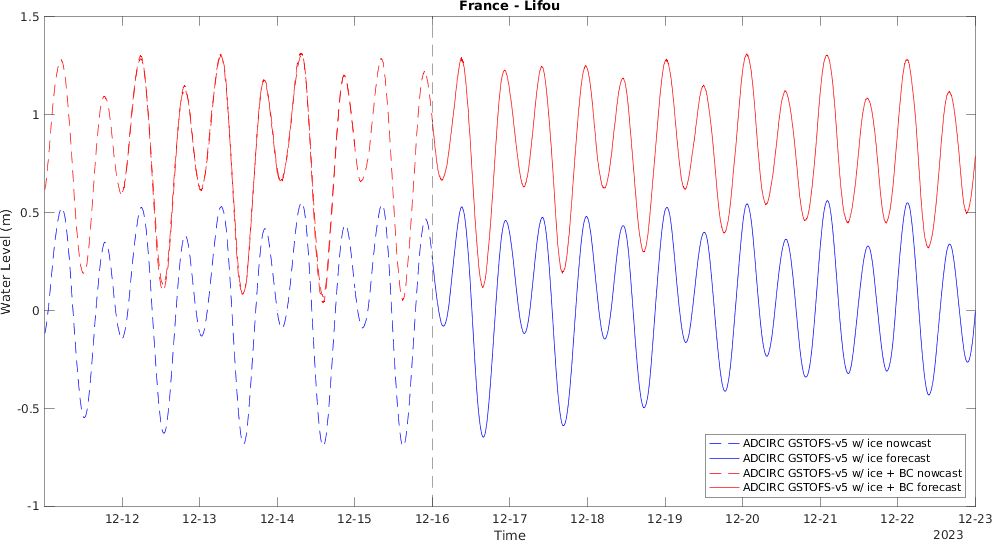 France - Lifou
1.5
1
0.5
0
-0.5
-1
Water Level (m)
12-12
12-13
12-14
12-15
12-16
12-17
12-18
12-19
12-20
12-21
12-22
12-23
Time
2023
ADCIRC GSTOFS-v5 w/ ice nowcast
ADCIRC GSTOFS-v5 w/ ice forecast
ADCIRC GSTOFS-v5 w/ ice + BC nowcast
ADCIRC GSTOFS-v5 w/ ice + BC forecast